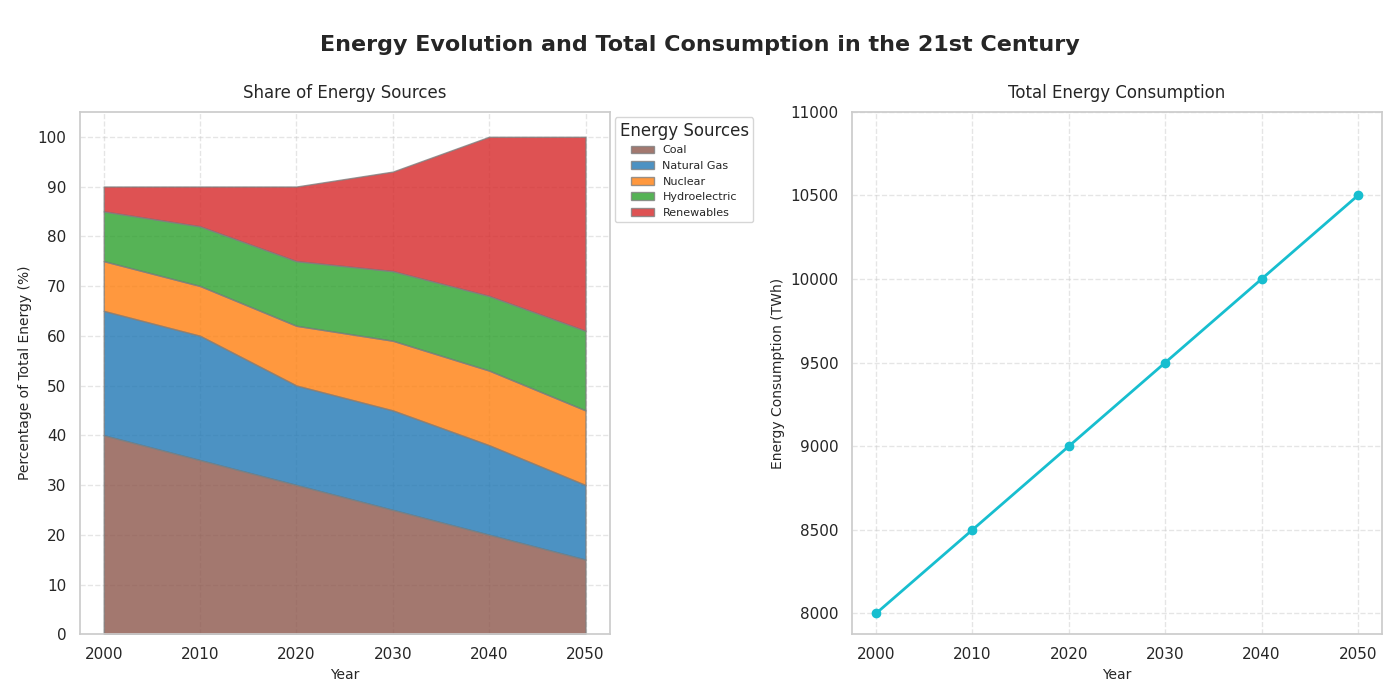 Energy Evolution and Total Consumption in the 21st Century
Share of Energy Sources
Percentage of Total Energy (%)
100
90
80
70
60
50
40
30
20
10
0
2000 2010 2020 2030 2040 2050
Year
Energy Sources
Coal
Natural Gas
Nuclear
Hydroelectric
Renewables
Total Energy Consumption
Energy Consumption (TWh)
11000
10500
10000
9500
9000
8500
8000
2000 2010 2020 2030 2040 2050
Year